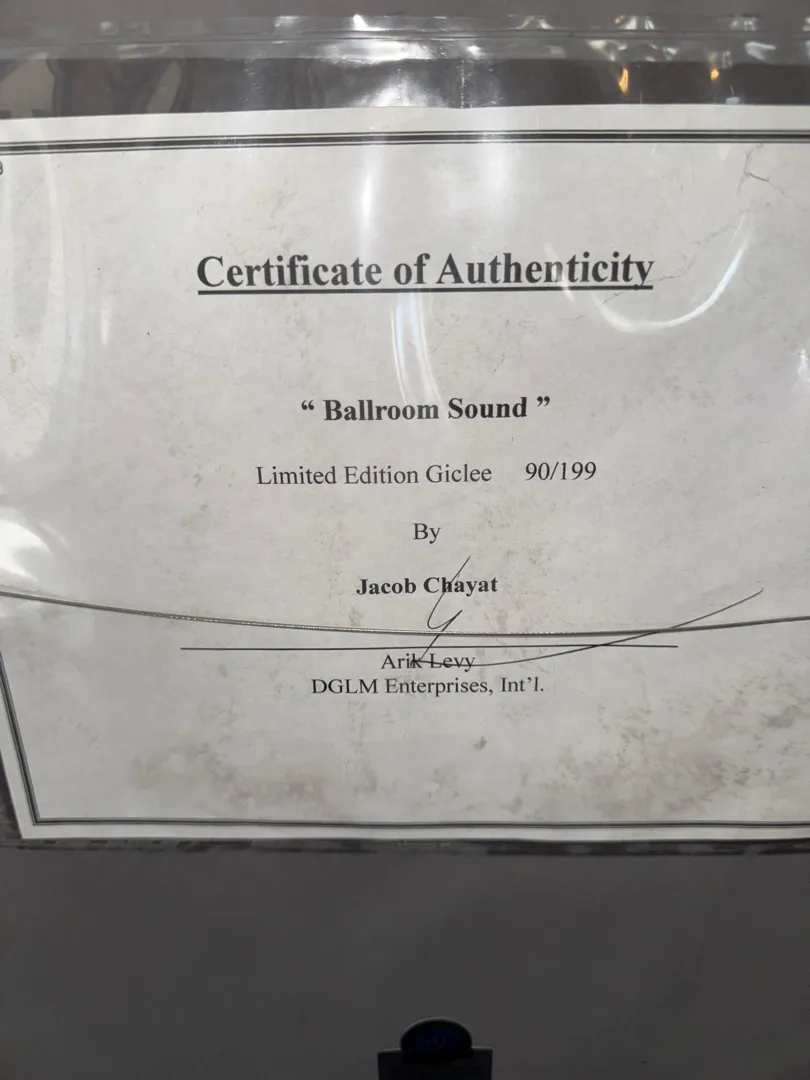 Certificate of Authenticity
“ Ballroom Sound ”
Limited Edition Giclee 90/199
By
Jacob Chayat
Arik Levy
DGLM Enterprises, Int’l.